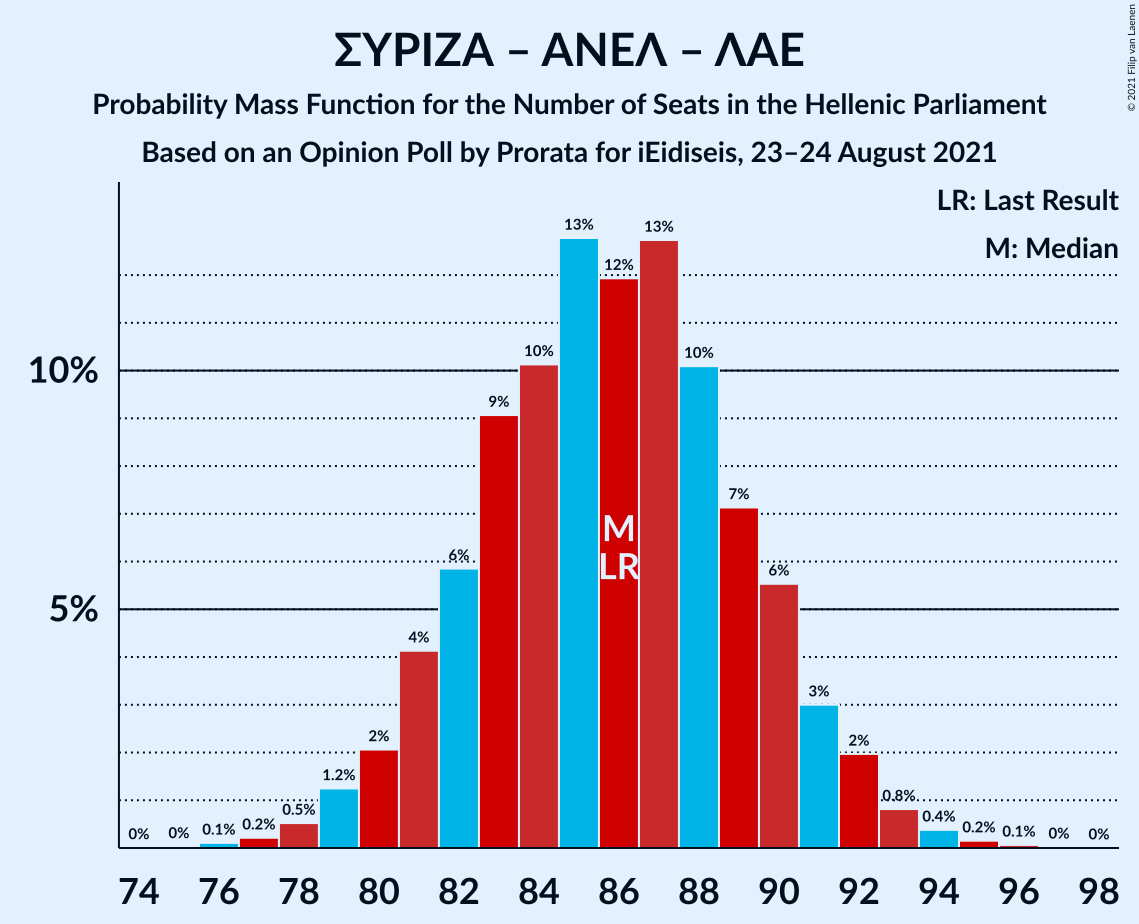 ΣΥΡΙΖΑ – ΑΝΕΛ – ΛΑΕ
Probability Mass Function for the Number of Seats in the Hellenic Parliament
Based on an Opinion Poll by Prorata for iEidiseis, 23–24 August 2021
© 2021 Filip van Laenen
LR: Last Result
M: Median
10%
5%
0% 0% 0.1% 0.2% 0.5% 1.2% 2% 4% 6% 9% 10% 13% 12% 13% 10% 7% 6% 3% 2% 0.8% 0.4% 0.2% 0.1% 0% 0%
M
LR
74 76 78 80 82 84 86 88 90 92 94 96 98